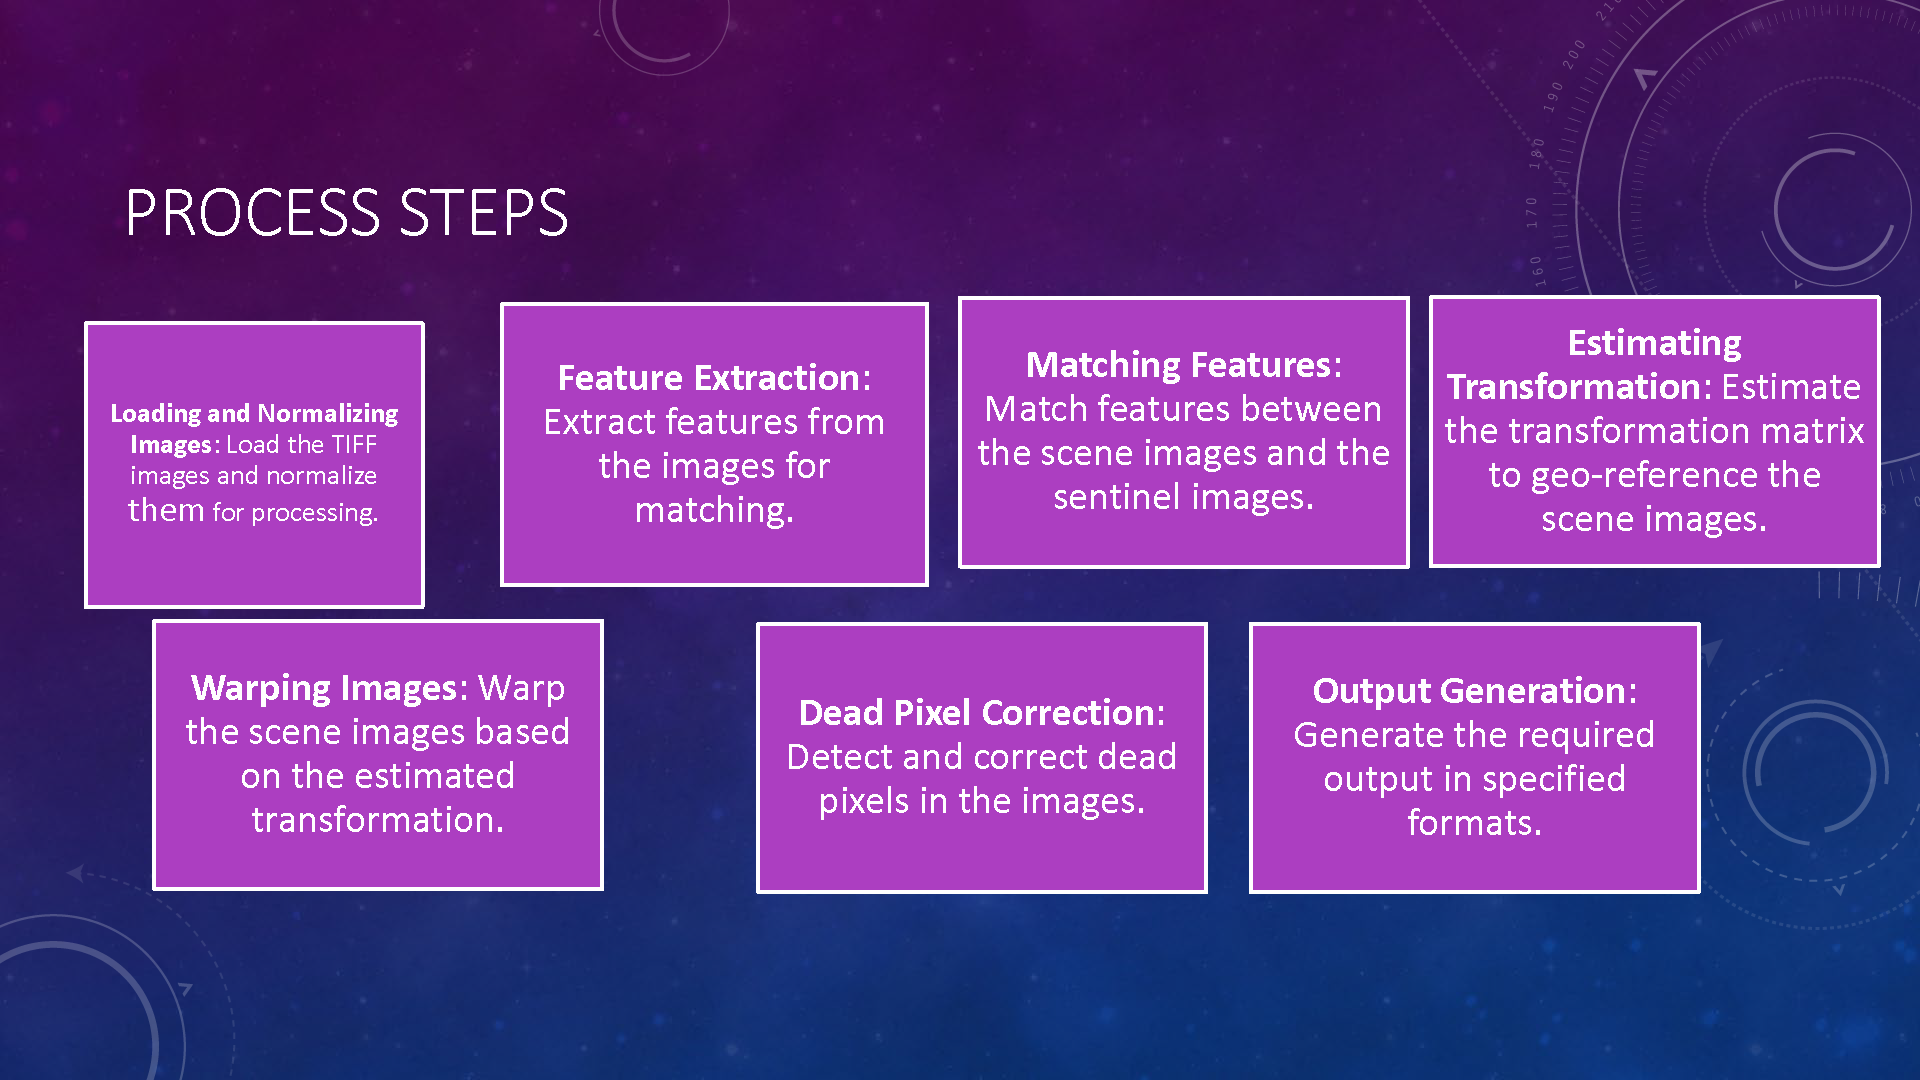 PROCESS STEPS
Loading and Normalizing
Images: Load the TIFF
images and normalize
them for processing.
Feature Extraction:
Extract features from
the images for
matching.
Matching Features:
Match features between
the scene images and the
sentinel images.
Estimating
Transformation: Estimate
the transformation matrix
to geo-reference the
scene images.
Warping Images: Warp
the scene images based
on the estimated
transformation.
Dead Pixel Correction:
Detect and correct dead
pixels in the images.
Output Generation:
Generate the required
output in specified
formats.
210
200
190
180
170
160